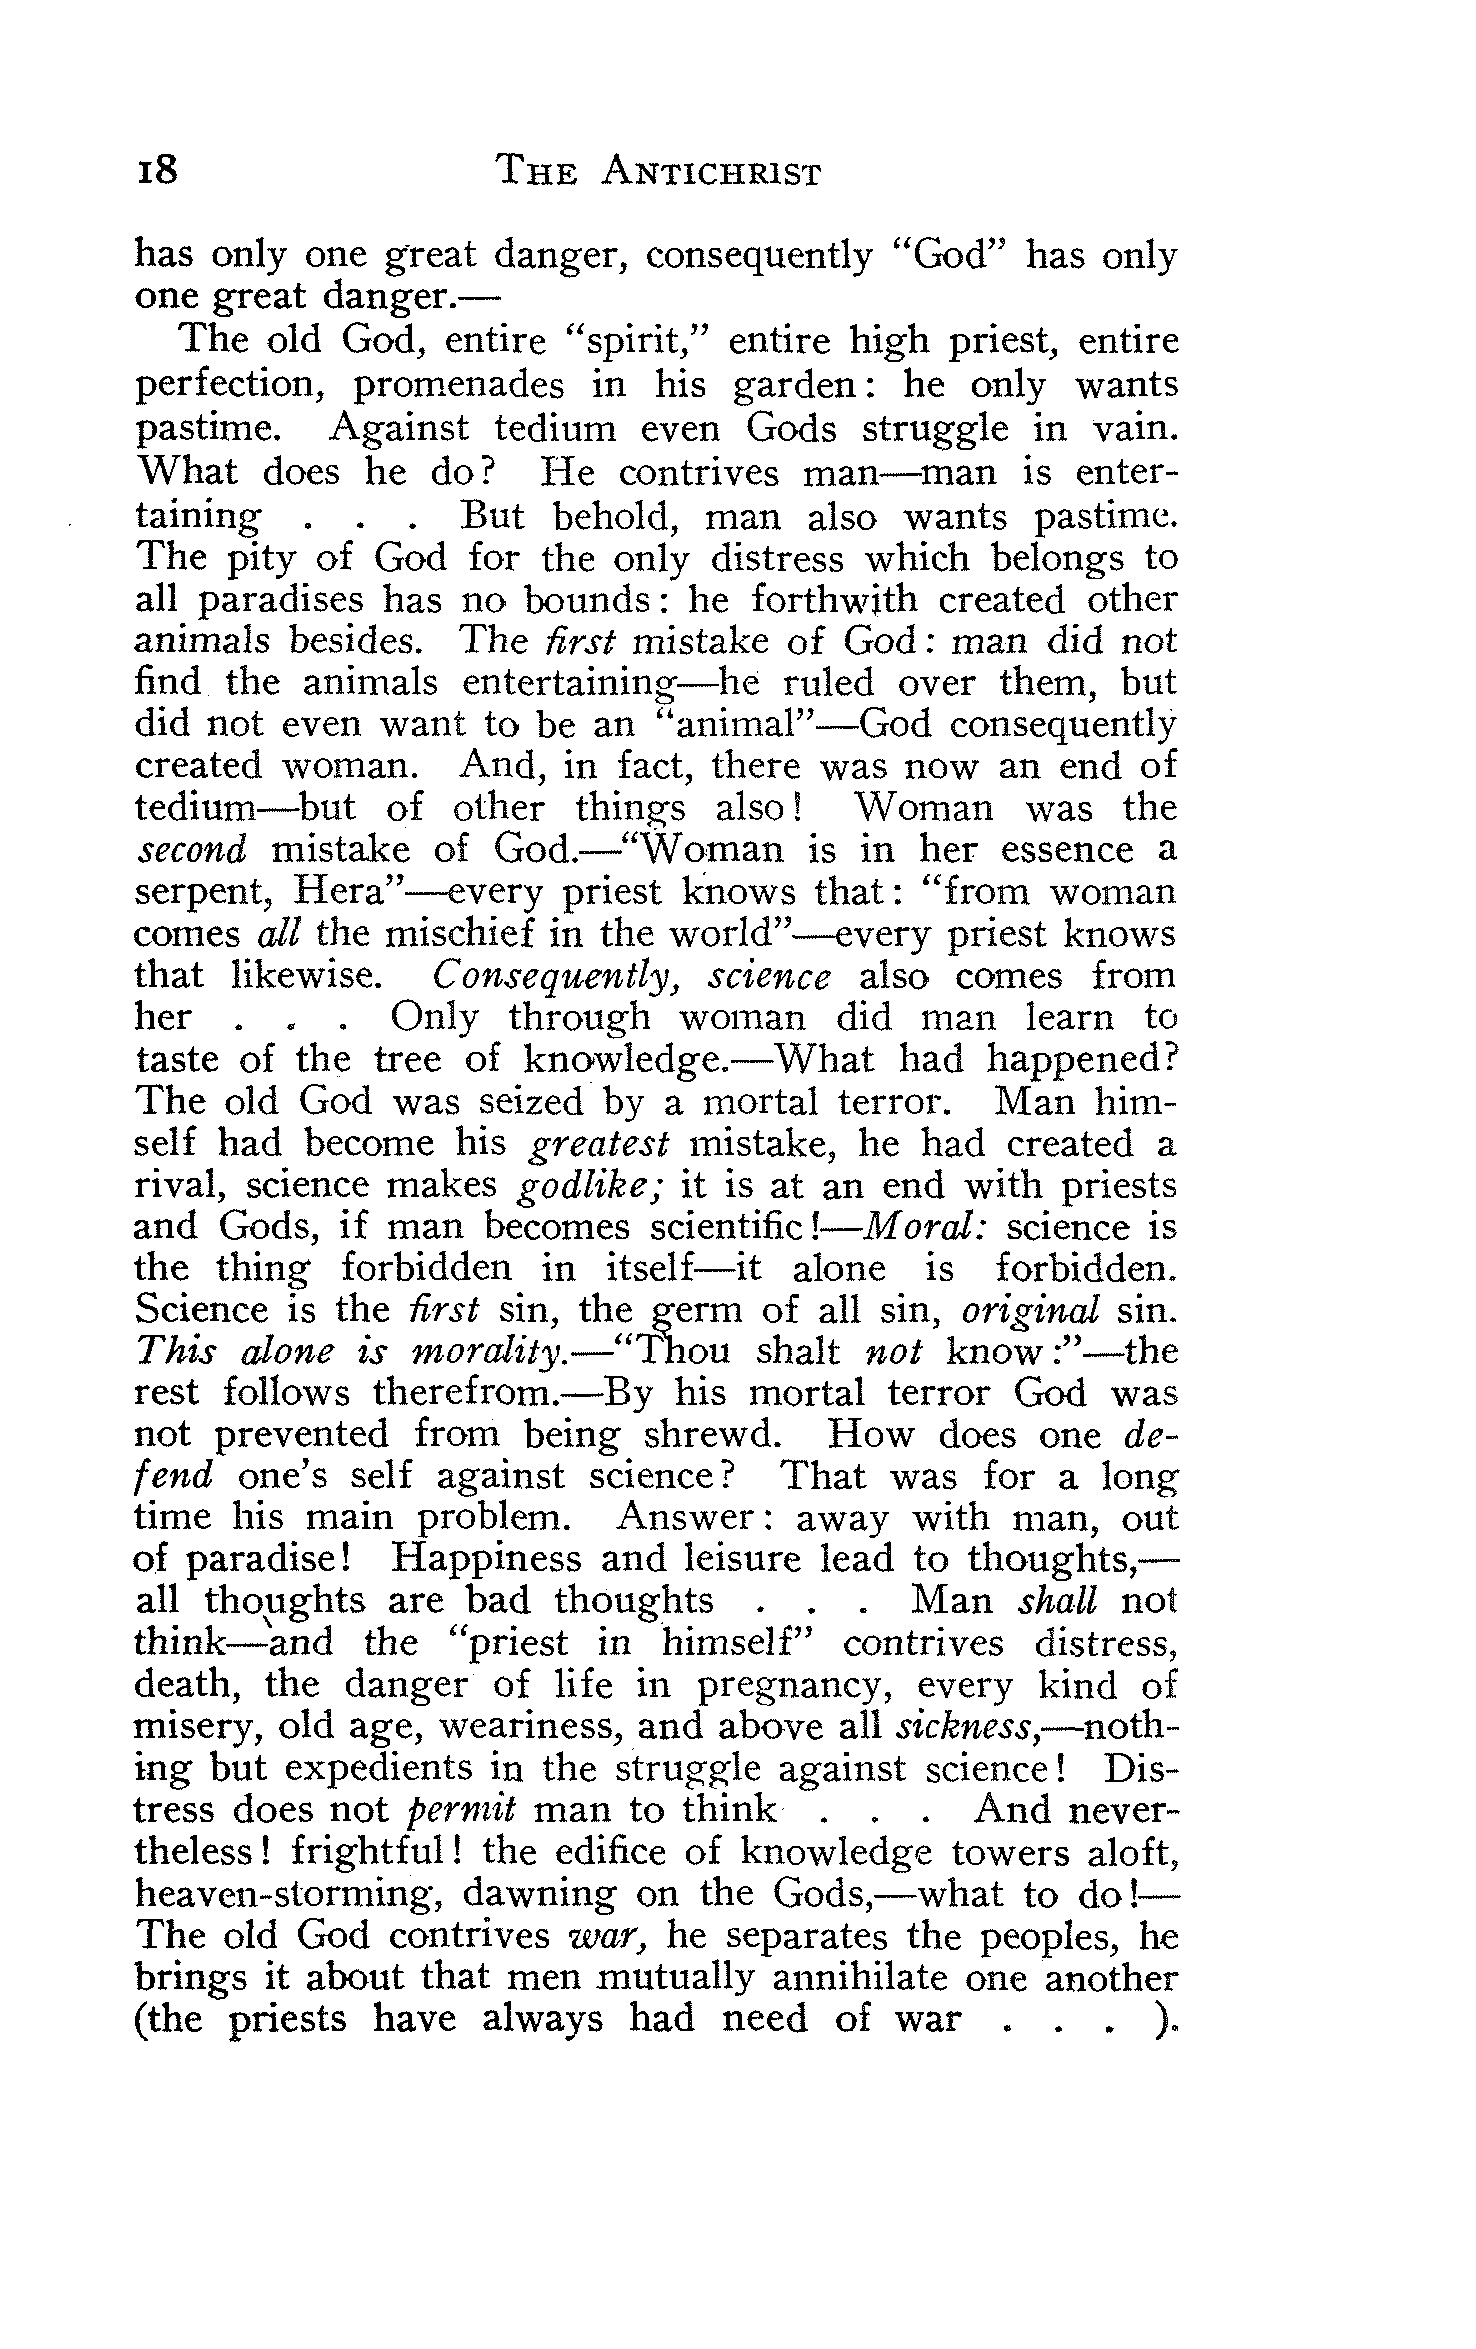 18 THE ANTICHRIST
has only one great danger, consequently “God” has only
one great danger.—
The old God, entire “spirit,” entire high priest, entire
perfection, promenades in his garden: he only wants
pastime. Against tedium even Gods struggle in vain.
What does he do? He contrives man—man is enter-
taining . . . But behold, man also wants pastime.
The pity of God for the only distress which belongs to
all paradises has no bounds: he forthwith created other
animals besides. The first mistake of God: man did not
find the animals entertaining—he ruled over them, but
did not even want to be an “animal”—God consequently
created woman. And, in fact, there was now an end of
tedium—but of other things also! Woman was the
second mistake of God.—“Woman is in her essence a
serpent, Hera”—every priest knows that: “from woman
comes all the mischief in the world”—every priest knows
that likewise. Consequently, science also comes from
her . . . Only through woman did man learn to
taste of the tree of knowledge.—What had happened?
The old God was seized by a mortal terror. Man him-
self had become his greatest mistake, he had created a
rival, science makes godlike; it is at an end with priests
and Gods, if man becomes scientific!—Moral: science is
the thing forbidden in itself—it alone is forbidden.
Science is the first sin, the germ of all sin, original sin.
This alone is morality.—“Thou shalt not know:”—the
rest follows therefrom.—By his mortal terror God was
not prevented from being shrewd. How does one de-
fend one’s self against science? That was for a long
time his main problem. Answer: away with man, out
of paradise! Happiness and leisure lead to thoughts,—
all thoughts are bad thoughts . . . Man shall not
think—and the “priest in himself” contrives distress,
death, the danger of life in pregnancy, every kind of
misery, old age, weariness, and above all sickness,—noth-
ing but expedients in the struggle against science! Dis-
tress does not permit man to think . . . And never-
theless! frightful! the edifice of knowledge towers aloft,
heaven-storming, dawning on the Gods,—what to do!—
The old God contrives war, he separates the peoples, he
brings it about that men mutually annihilate one another
(the priests have always had need of war . . . ).